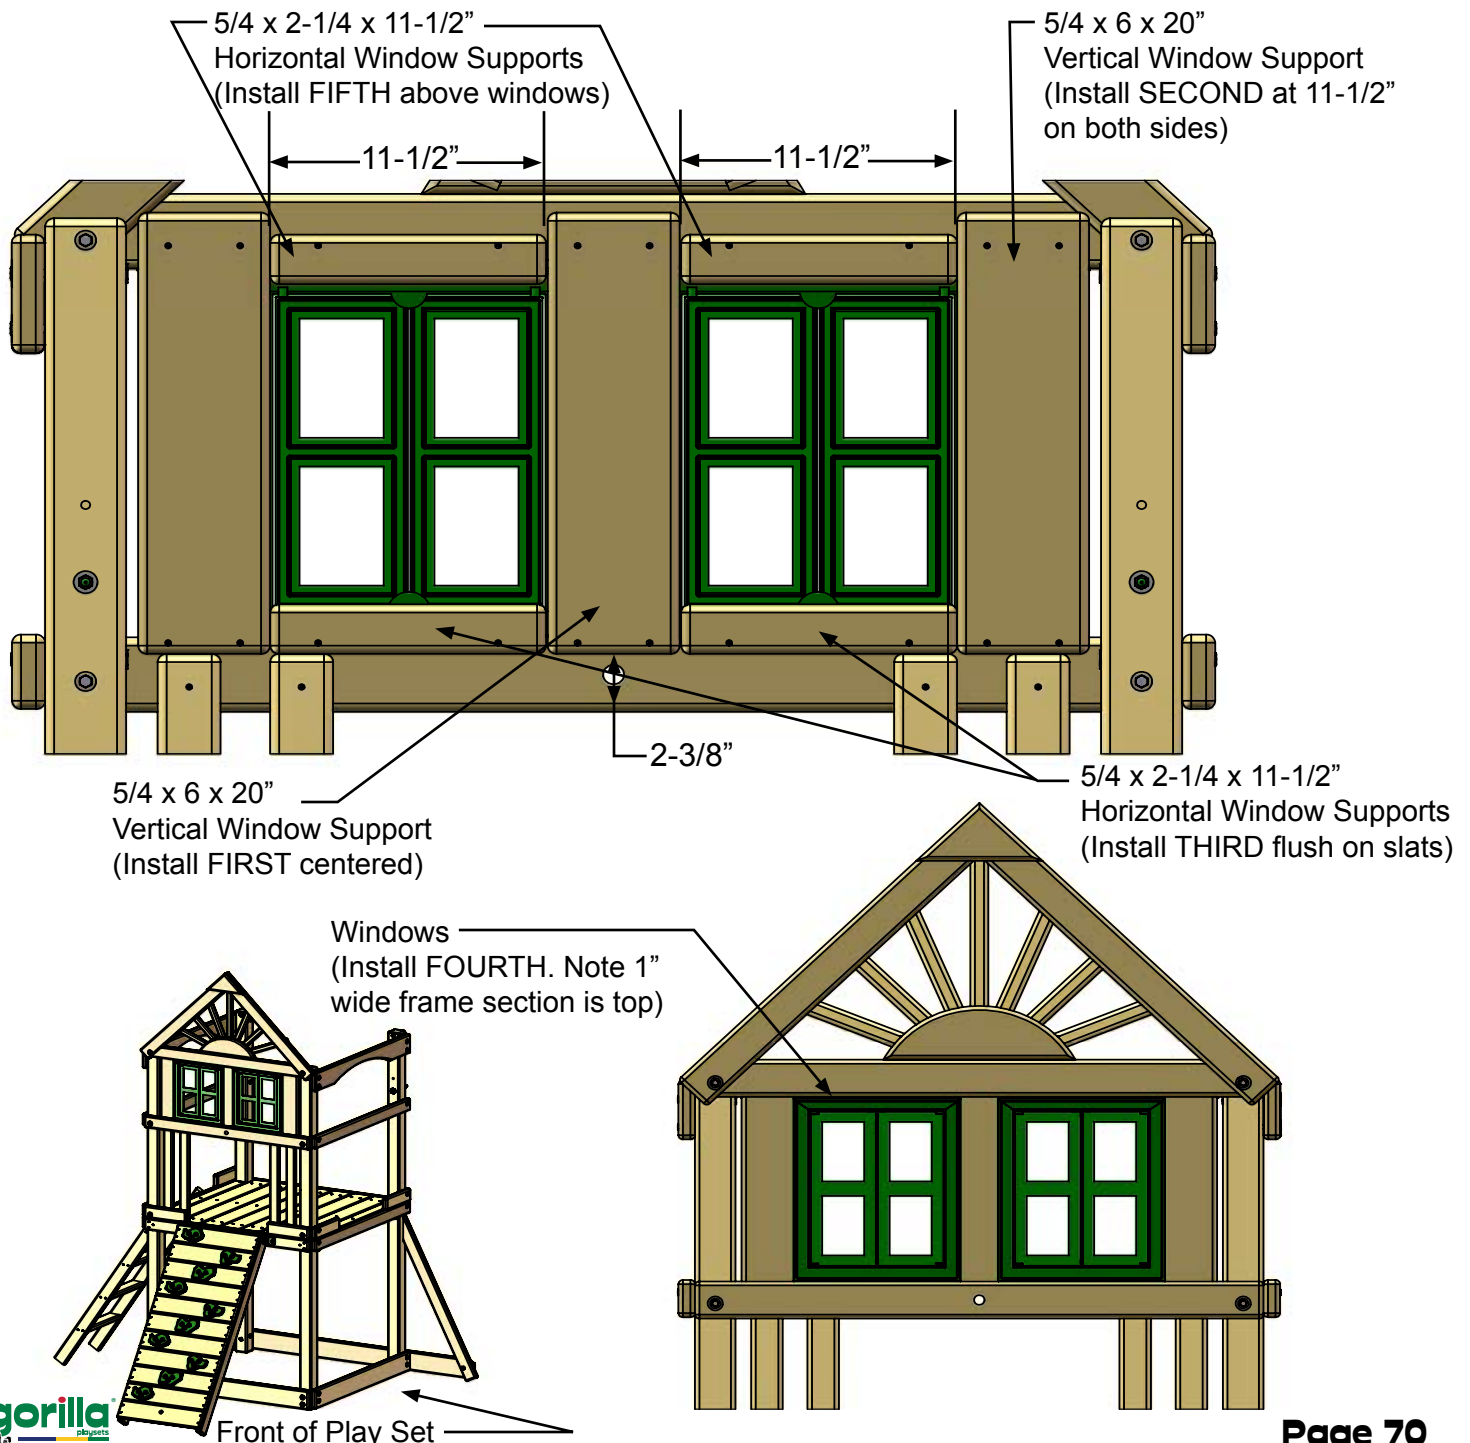 5/4 x 2-1/4 x 11-1/2”
Horizontal Window Supports
(Install FIFTH above windows)
5/4 x 6 x 20”
Vertical Window Support
(Install SECOND at 11-1/2”
on both sides)
11-1/2”
11-1/2”
2-3/8”
5/4 x 6 x 20”
Vertical Window Support
(Install FIRST centered)
5/4 x 2-1/4 x 11-1/2”
Horizontal Window Supports
(Install THIRD flush on slats)
Windows
(Install FOURTH. Note 1”
wide frame section is top)
gorilla
playsets
Front of Play Set
Page 70